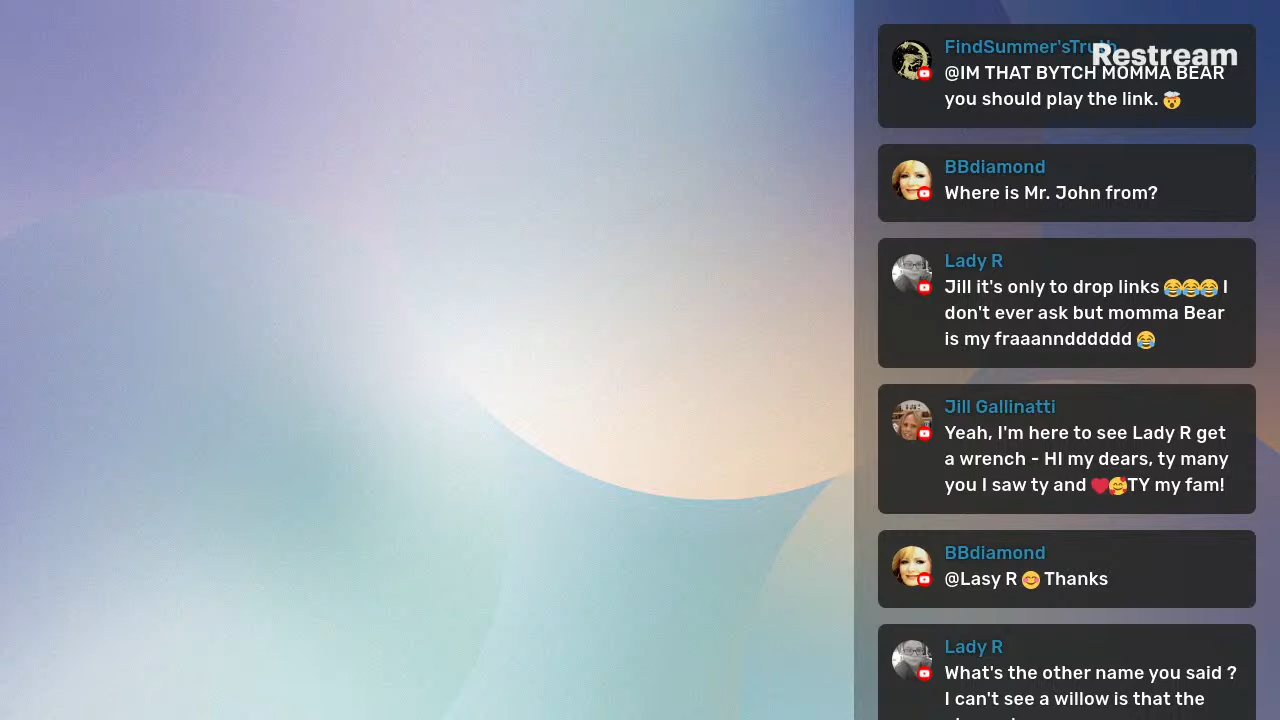 FindSummer'sTruth
Restream
@IM THAT BYTCH MOMMA BEAR
you should play the link. 🤯
BBdiamond
Where is Mr. John from?
Lady R
Jill it's only to drop links 😂😂😂 I
don't ever ask but momma Bear
is my fraanndddddd 😂
Jill Gallinatti
Yeah, I'm here to see Lady R get
a wrench - HI my dears, ty many
you I saw ty and ❤️🥰TY my fam!
BBdiamond
@Lasy R 😊 Thanks
Lady R
What's the other name you said ?
I can't see a willow is that the